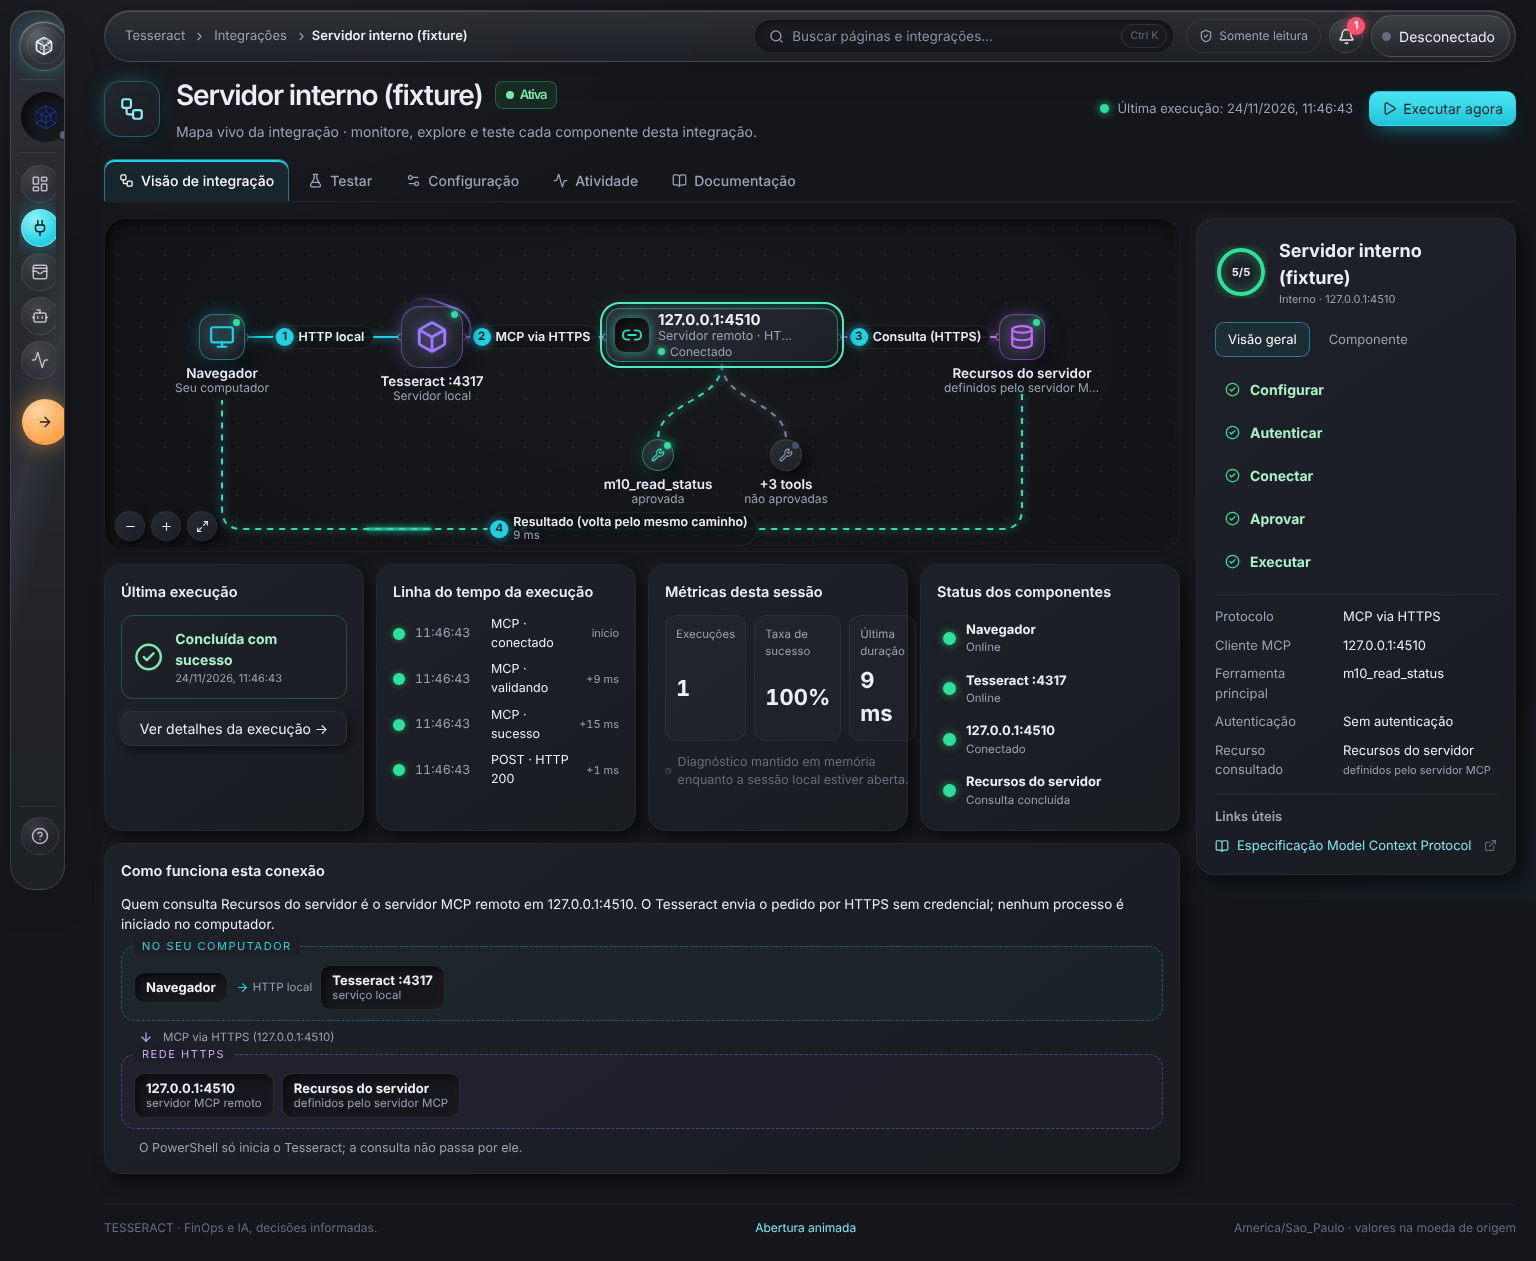 Tesseract > Integrações > Servidor interno (fixture)
Buscar páginas e integrações...
Ctrl K
Somente leitura
1
Desconectado
Servidor interno (fixture)
Ativa
Mapa vivo da integração · monitore, explore e teste cada componente desta integração.
Última execução: 24/11/2026, 11:46:43
Executar agora
Visão de integração
Testar
Configuração
Atividade
Documentação
1 HTTP local
2 MCP via HTTPS
127.0.0.1:4510
Servidor remoto · HT...
Conectado
3 Consulta (HTTPS)
Navegador
Seu computador
Tesseract :4317
Servidor local
Recursos do servidor
definidos pelo servidor M...
m10_read_status
aprovada
+3 tools
não aprovadas
4 Resultado (volta pelo mesmo caminho)
9 ms
Última execução
Concluída com
sucesso
24/11/2026, 11:46:43
Ver detalhes da execução →
Linha do tempo da execução
11:46:43 MCP · conectado início
11:46:43 MCP · validando +9 ms
11:46:43 MCP · sucesso +15 ms
11:46:43 POST · HTTP 200 +1 ms
Métricas desta sessão
Execuções
1
Taxa de
sucesso
100%
Última
duração
9
ms
Diagnóstico mantido em memória
enquanto a sessão local estiver aberta.
Status dos componentes
Navegador
Online
Tesseract :4317
Online
127.0.0.1:4510
Conectado
Recursos do servidor
Consulta concluída
5/5
Servidor interno
(fixture)
Interno · 127.0.0.1:4510
Visão geral
Componente
Configurar
Autenticar
Conectar
Aprovar
Executar
Protocolo MCP via HTTPS
Cliente MCP 127.0.0.1:4510
Ferramenta principal m10_read_status
Autenticação Sem autenticação
Recurso consultado Recursos do servidor
definidos pelo servidor MCP
Links úteis
Especificação Model Context Protocol
Como funciona esta conexão
Quem consulta Recursos do servidor é o servidor MCP remoto em 127.0.0.1:4510. O Tesseract envia o pedido por HTTPS sem credencial; nenhum processo é
iniciado no computador.
NO SEU COMPUTADOR
Navegador
→ HTTP local
Tesseract :4317
serviço local
↓ MCP via HTTPS (127.0.0.1:4510)
REDE HTTPS
127.0.0.1:4510
servidor MCP remoto
Recursos do servidor
definidos pelo servidor MCP
O PowerShell só inicia o Tesseract; a consulta não passa por ele.
TESSERACT · FinOps e IA, decisões informadas.
Abertura animada
America/Sao_Paulo · valores na moeda de origem